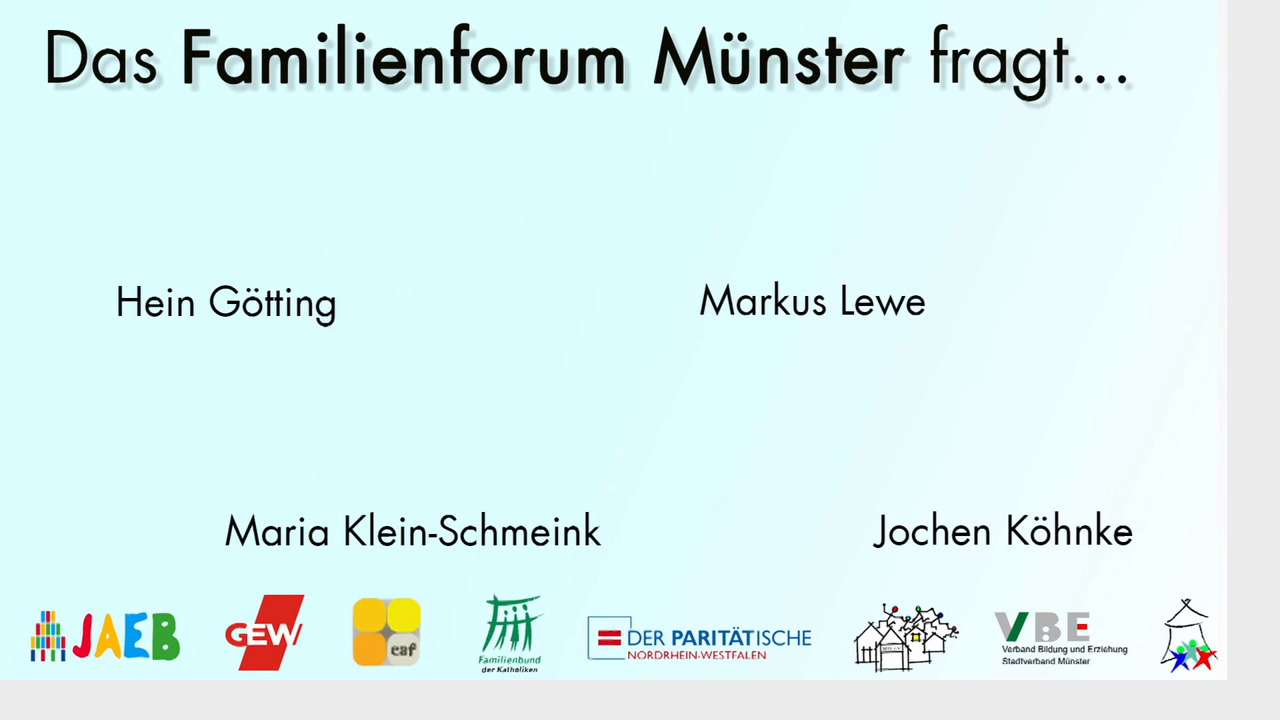 Das Familienforum Münster fragt...
Hein Götting
Markus Lewe
Maria Klein-Schmeink
Jochen Köhnke
JAEB
GEW
eaf
Familienbund
der Katholiken
DER PARITÄTISCHE
NORDRHEIN-WESTFALEN
VBE
Verband Bildung und Erziehung
Stadtverband Münster